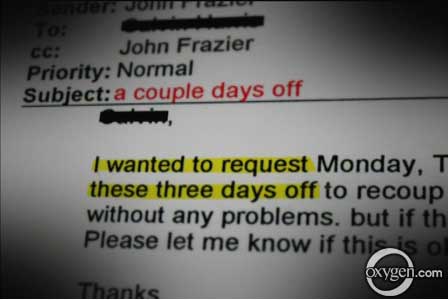 Sender: John Frazier
To:
cc: John Frazier
Priority: Normal
Subject: a couple days off
I wanted to request Monday, T
these three days off to recoup
without any problems. but if th
Please let me know if this is o
Thanks
oxygen.com